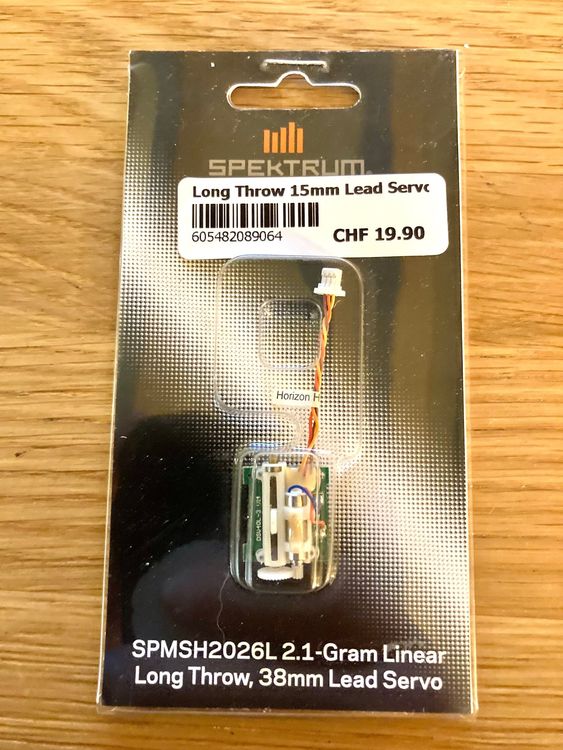 SPEKTRUM
Long Throw 15mm Lead Servo
605482089064
CHF 19.90
Horizon H
SPMSH2026L 2.1-Gram Linear
Long Throw, 38mm Lead Servo